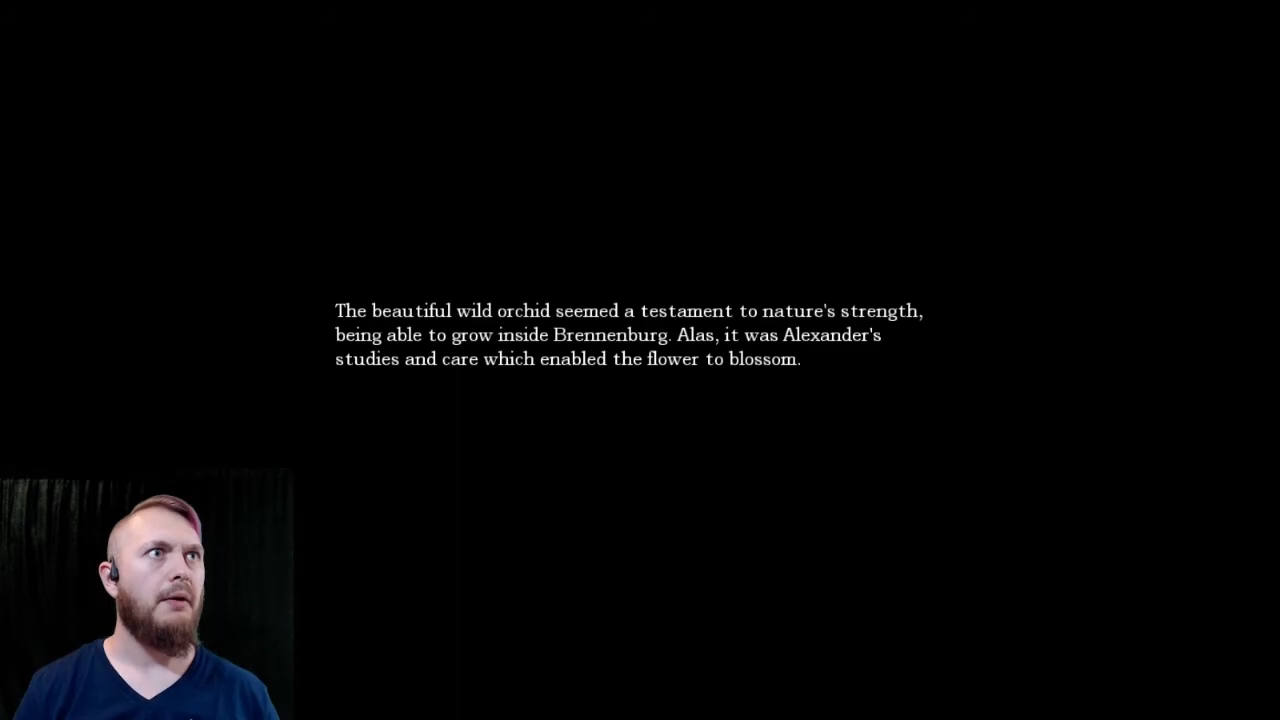 The beautiful wild orchid seemed a testament to nature's strength,
being able to grow inside Brennenburg. Alas, it was Alexander's
studies and care which enabled the flower to blossom.